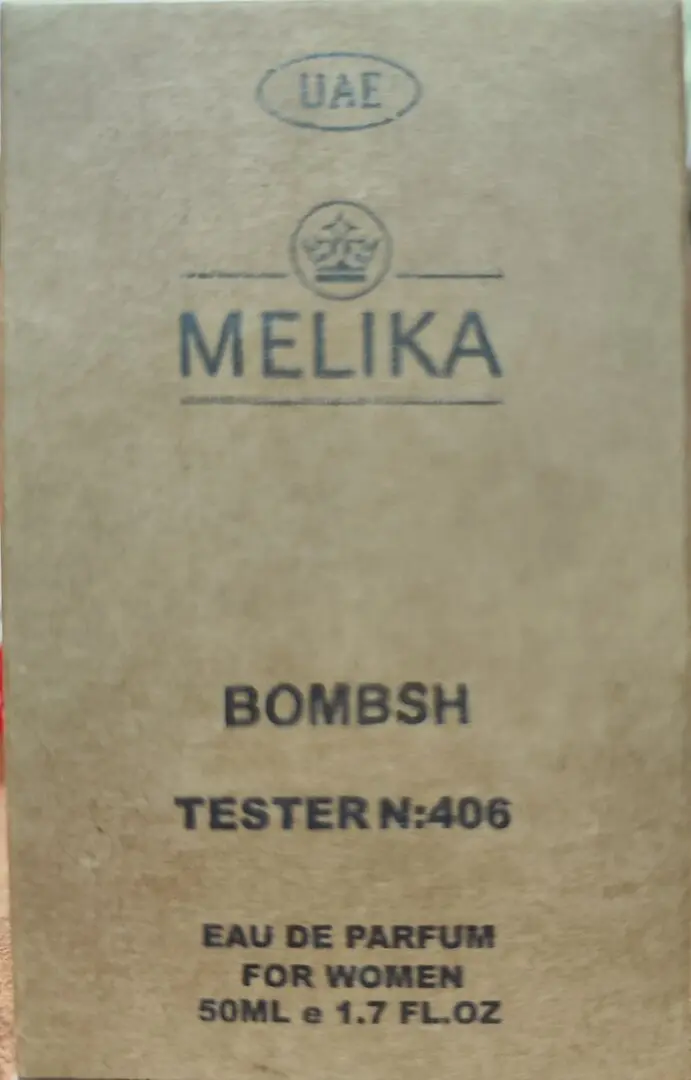 UAE
MELIKA
BOMBSH
TESTER N:406
EAU DE PARFUM
FOR WOMEN
50ML e 1.7 FL.OZ